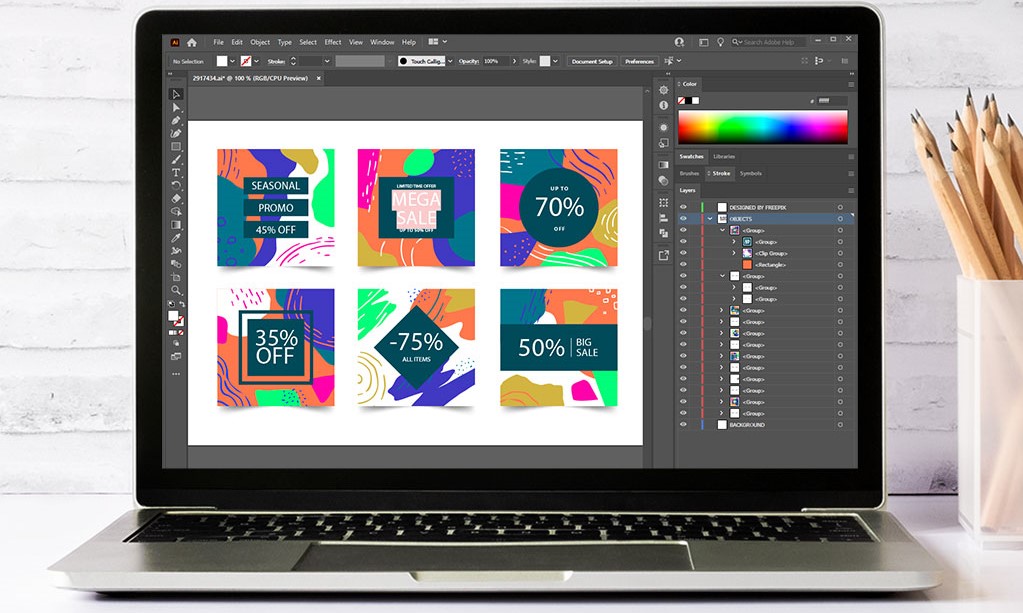 Ai File Edit Object Type Select Effect View Window Help
Search Adobe Help
No Selection Stroke: Touch Callig... Opacity: 100% Style: Document Setup Preferences
2917434.ai* @ 100 % (RGB/CPU Preview) ×
Color
#
Swatches Libraries
Brushes Stroke Symbols
Layers
DESIGNED BY FREEPIK
OBJECTS
<Group>
<Group>
<Clip Group>
<Rectangle>
<Group>
<Group>
<Group>
<Group>
<Group>
<Group>
<Group>
<Group>
<Group>
<Group>
<Group>
<Group>
<Group>
BACKGROUND
SEASONAL
PROMO
45% OFF
LIMITED TIME OFFER
MEGA
SALE
UP TO 50% OFF
UP TO
70%
OFF
35%
OFF
-75%
ALL ITEMS
50% BIG
SALE